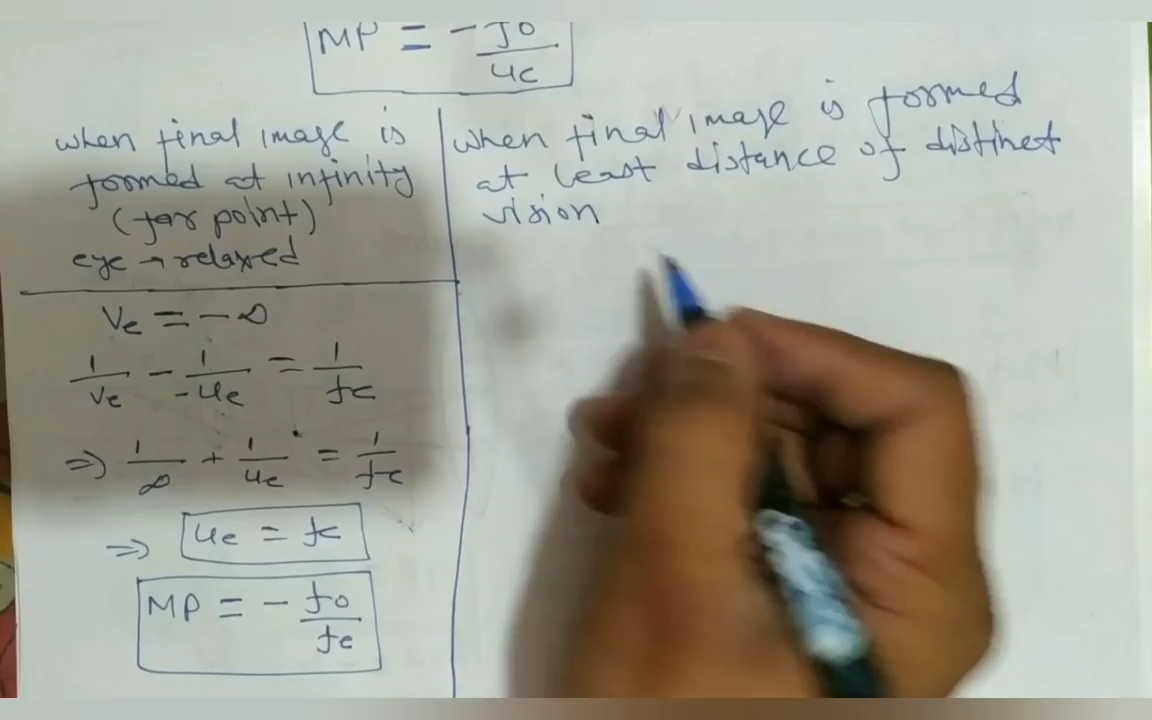 MP = - fo/ue
when final image is
formed at infinity
(far point)
eye → relaxed
Ve = - ∞
1/Ve - 1/-ue = 1/fe
⇒ 1/∞ + 1/ue = 1/fe
⇒ ue = fe
MP = - fo/fe
when final image is formed
at least distance of distinct
vision